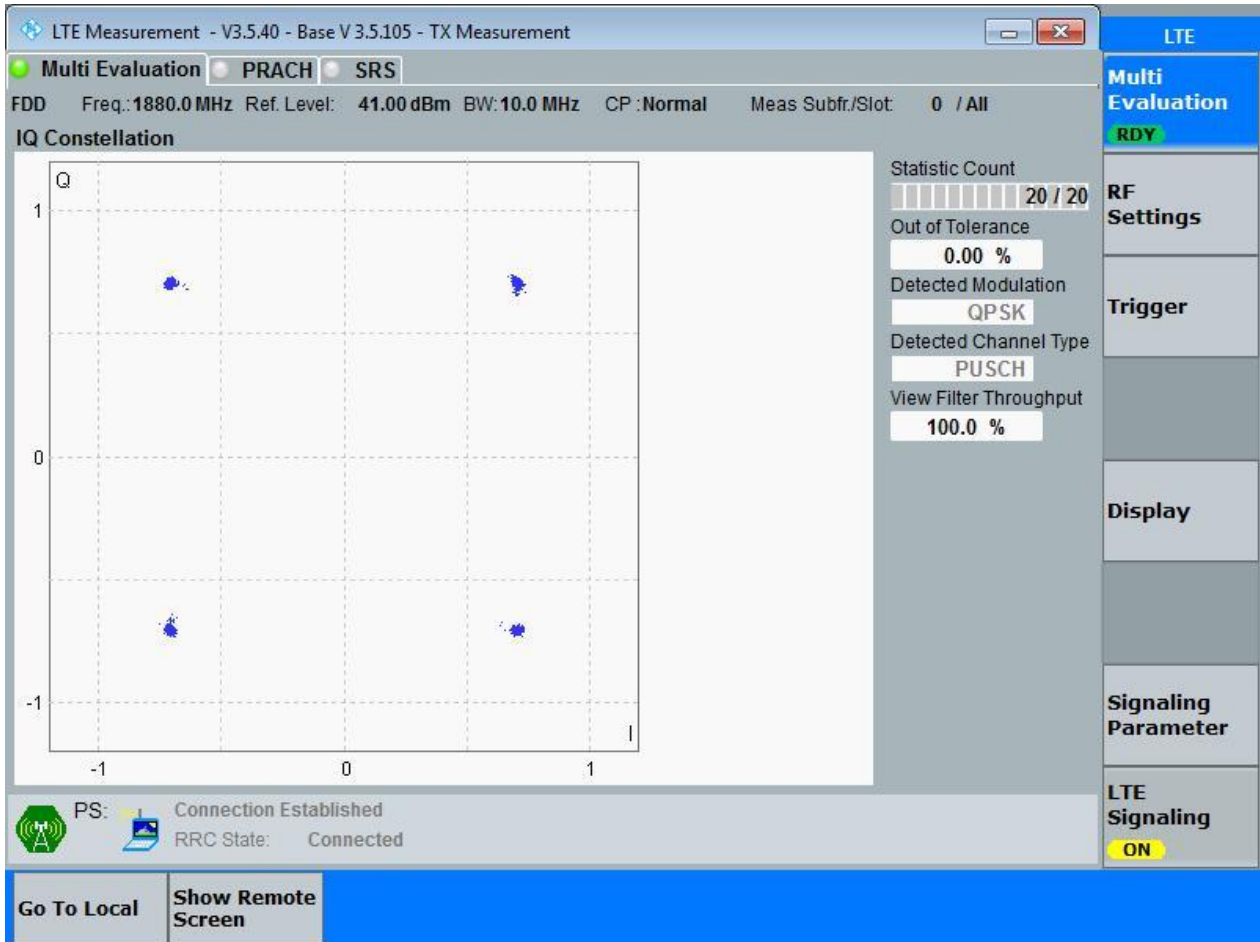 LTE Measurement - V3.5.40 - Base V 3.5.105 - TX Measurement
LTE
Multi Evaluation PRACH SRS
Multi
Evaluation
RDY
FDD Freq.: 1880.0 MHz Ref. Level: 41.00 dBm BW: 10.0 MHz CP : Normal Meas Subfr./Slot: 0 / All
IQ Constellation
Q
1
0
-1
I
-1 0 1
Statistic Count
20 / 20
Out of Tolerance
0.00 %
Detected Modulation
QPSK
Detected Channel Type
PUSCH
View Filter Throughput
100.0 %
RF
Settings
Trigger
Display
Signaling
Parameter
LTE
Signaling
ON
PS: Connection Established
RRC State: Connected
Go To Local
Show Remote
Screen